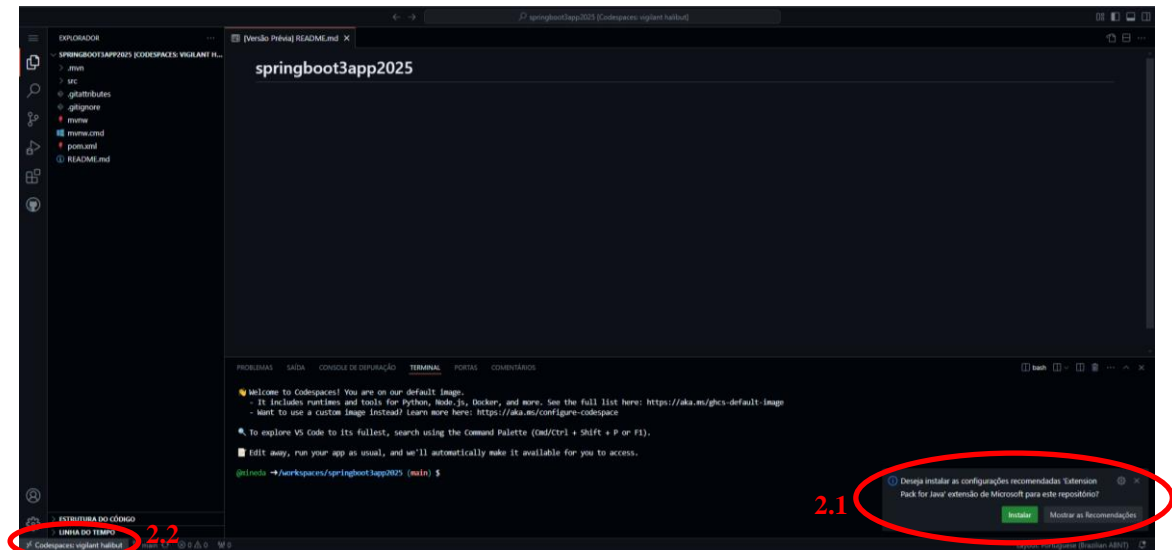 springboot3app2025 [Codespaces: vigilant halibut]
EXPLORADOR
[Versão Prévia] README.md
SPRINGBOOT3APP2025 [CODESPACES: VIGILANT H...
.mvn
src
.gitattributes
.gitignore
mvnw
mvnw.cmd
pom.xml
README.md
springboot3app2025
PROBLEMAS SAÍDA CONSOLE DE DEPURAÇÃO TERMINAL PORTAS COMENTÁRIOS
bash
Welcome to Codespaces! You are on our default image.
- It includes runtimes and tools for Python, Node.js, Docker, and more. See the full list here: https://aka.ms/ghcs-default-image
- Want to use a custom image instead? Learn more here: https://aka.ms/configure-codespace
To explore VS Code to its fullest, search using the Command Palette (Cmd/Ctrl + Shift + P or F1).
Edit away, run your app as usual, and we'll automatically make it available for you to access.
→/workspaces/springboot3app2025 (main) $
2.1
Deseja instalar as configurações recomendadas 'Extension
Pack for Java' extensão de Microsoft para este repositório?
Instalar Mostrar as Recomendações
ESTRUTURA DO CÓDIGO
LINHA DO TEMPO
2.2
Codespaces: vigilant halibut main 0 0 0
Layout: Portuguese (Brazilian ABNT)